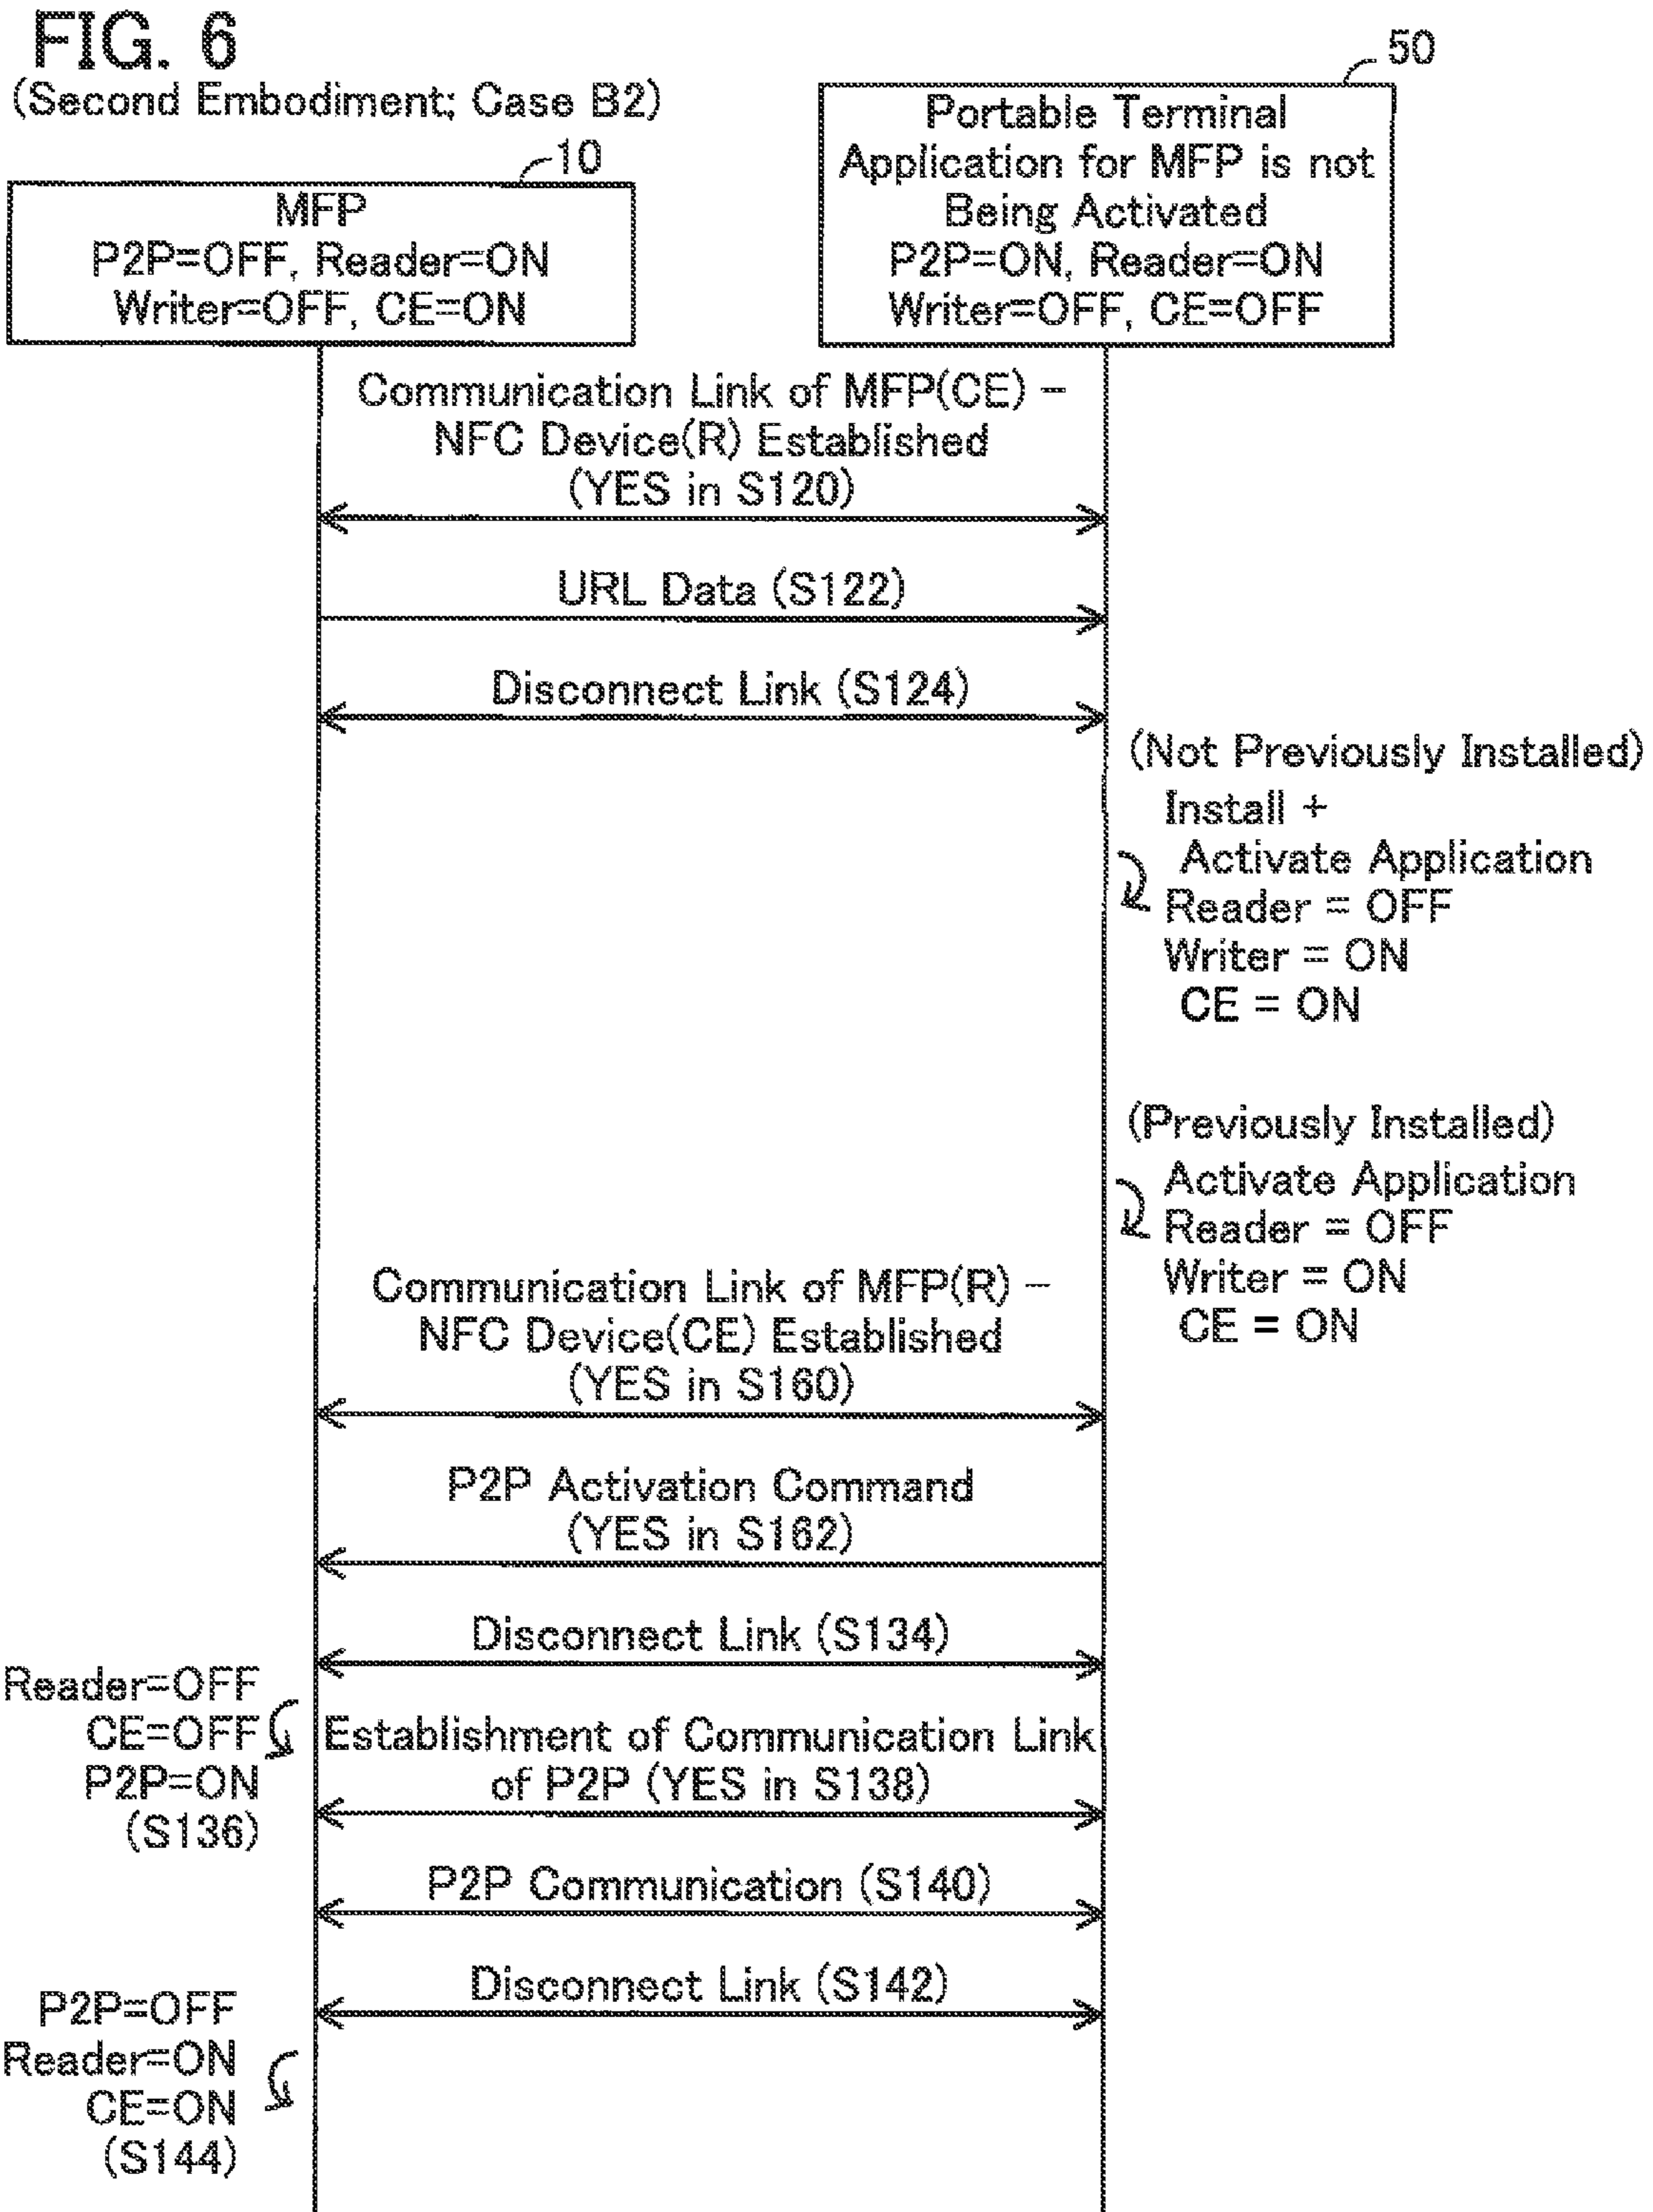 FIG. 6
(Second Embodiment; Case B2)
10
MFP
P2P=OFF, Reader=ON
Writer=OFF, CE=ON
50
Portable Terminal
Application for MFP is not
Being Activated
P2P=ON, Reader=ON
Writer=OFF, CE=OFF
Communication Link of MFP(CE) –
NFC Device(R) Established
(YES in S120)
URL Data (S122)
Disconnect Link (S124)
(Not Previously Installed)
Install +
Activate Application
Reader = OFF
Writer = ON
CE = ON
(Previously Installed)
Activate Application
Reader = OFF
Writer = ON
CE = ON
Communication Link of MFP(R) –
NFC Device(CE) Established
(YES in S160)
P2P Activation Command
(YES in S162)
Disconnect Link (S134)
Reader=OFF
CE=OFF
P2P=ON
(S136)
Establishment of Communication Link
of P2P (YES in S138)
P2P Communication (S140)
Disconnect Link (S142)
P2P=OFF
Reader=ON
CE=ON
(S144)